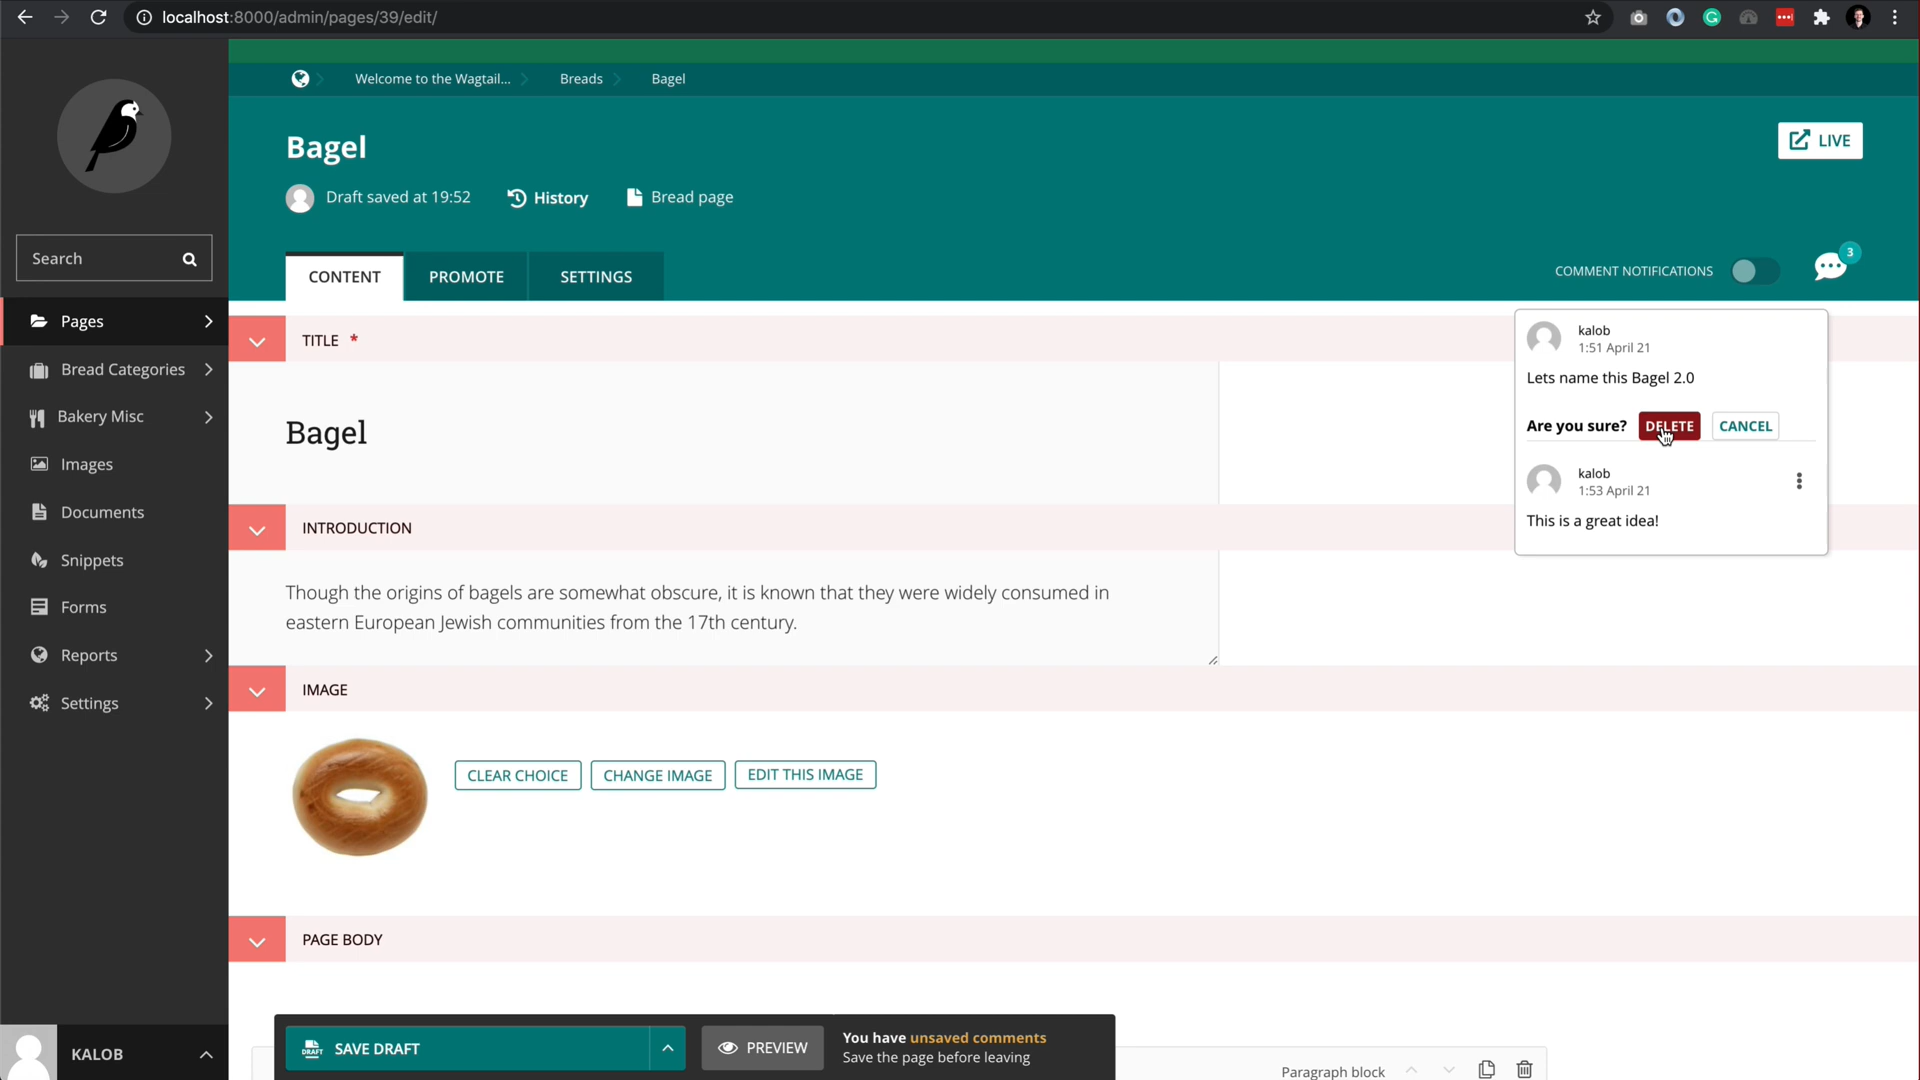 localhost:8000/admin/pages/39/edit/
Welcome to the Wagtail...
Breads
Bagel
Bagel
LIVE
Draft saved at 19:52
History
Bread page
Search
CONTENT
PROMOTE
SETTINGS
COMMENT NOTIFICATIONS
3
Pages
Bread Categories
Bakery Misc
Images
Documents
Snippets
Forms
Reports
Settings
TITLE *
Bagel
kalob
1:51 April 21
Lets name this Bagel 2.0
Are you sure?
DELETE
CANCEL
kalob
1:53 April 21
This is a great idea!
INTRODUCTION
Though the origins of bagels are somewhat obscure, it is known that they were widely consumed in
eastern European Jewish communities from the 17th century.
IMAGE
CLEAR CHOICE
CHANGE IMAGE
EDIT THIS IMAGE
PAGE BODY
KALOB
DRAFT
SAVE DRAFT
PREVIEW
You have unsaved comments
Save the page before leaving
Paragraph block